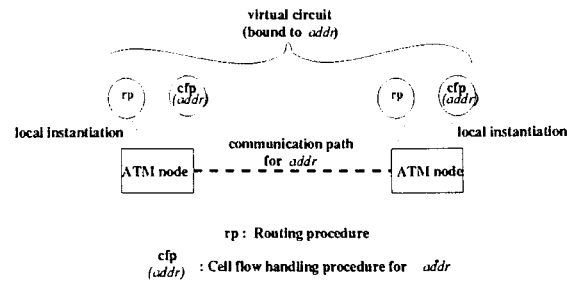 virtual circuit
(bound to addr)
rp
cfp
(addr)
rp
cfp
(addr)
local instantiation
local instantiation
communication path
for addr
ATM node
ATM node
rp : Routing procedure
cfp
(addr) : Cell flow handling procedure for addr